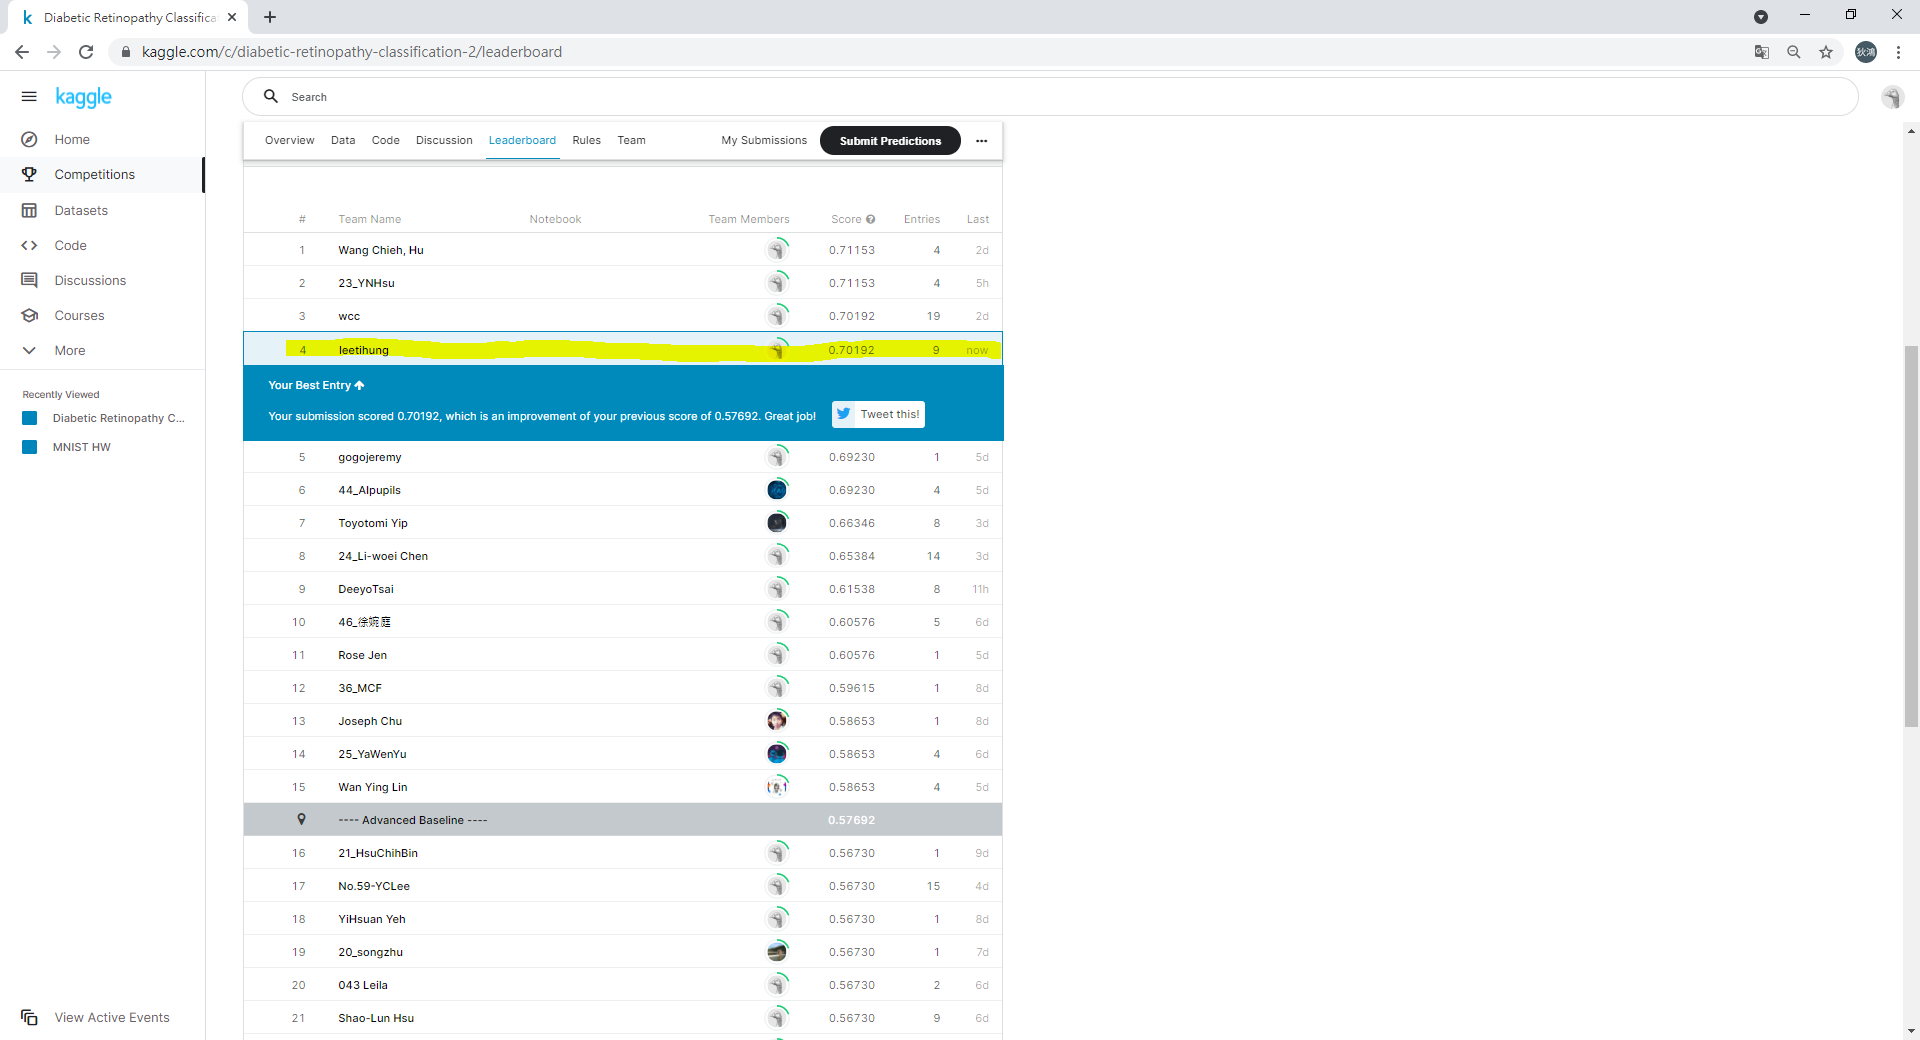 Diabetic Retinopathy Classifica
kaggle.com/c/diabetic-retinopathy-classification-2/leaderboard
狄鴻
kaggle
Search
Home
Competitions
Datasets
Code
Discussions
Courses
More
Recently Viewed
Diabetic Retinopathy C...
MNIST HW
View Active Events
Overview Data Code Discussion Leaderboard Rules Team My Submissions Submit Predictions
# Team Name Notebook Team Members Score Entries Last
1 Wang Chieh, Hu 0.71153 4 2d
2 23_YNHsu 0.71153 4 5h
3 wcc 0.70192 19 2d
4 leetihung 0.70192 9 now
Your Best Entry
Your submission scored 0.70192, which is an improvement of your previous score of 0.57692. Great job! Tweet this!
5 gogojeremy 0.69230 1 5d
6 44_AIpupils 0.69230 4 5d
7 Toyotomi Yip 0.66346 8 3d
8 24_Li-woei Chen 0.65384 14 3d
9 DeeyoTsai 0.61538 8 11h
10 46_徐婉庭 0.60576 5 6d
11 Rose Jen 0.60576 1 5d
12 36_MCF 0.59615 1 8d
13 Joseph Chu 0.58653 1 8d
14 25_YaWenYu 0.58653 4 6d
15 Wan Ying Lin 0.58653 4 5d
---- Advanced Baseline ---- 0.57692
16 21_HsuChihBin 0.56730 1 9d
17 No.59-YCLee 0.56730 15 4d
18 YiHsuan Yeh 0.56730 1 8d
19 20_songzhu 0.56730 1 7d
20 043 Leila 0.56730 2 6d
21 Shao-Lun Hsu 0.56730 9 6d